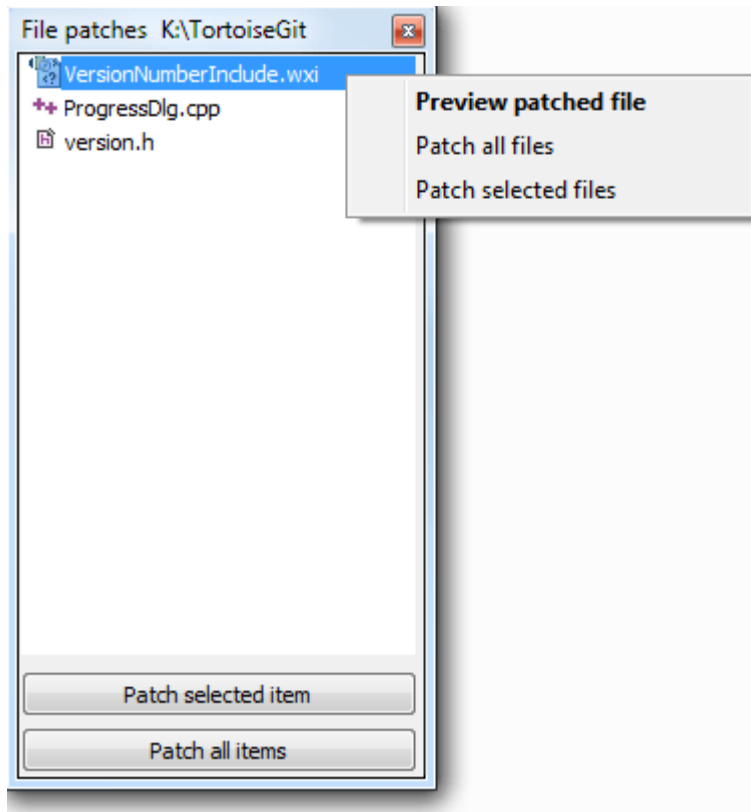 File patches K:\TortoiseGit
VersionNumberInclude.wxi
ProgressDlg.cpp
version.h
Preview patched file
Patch all files
Patch selected files
Patch selected item
Patch all items